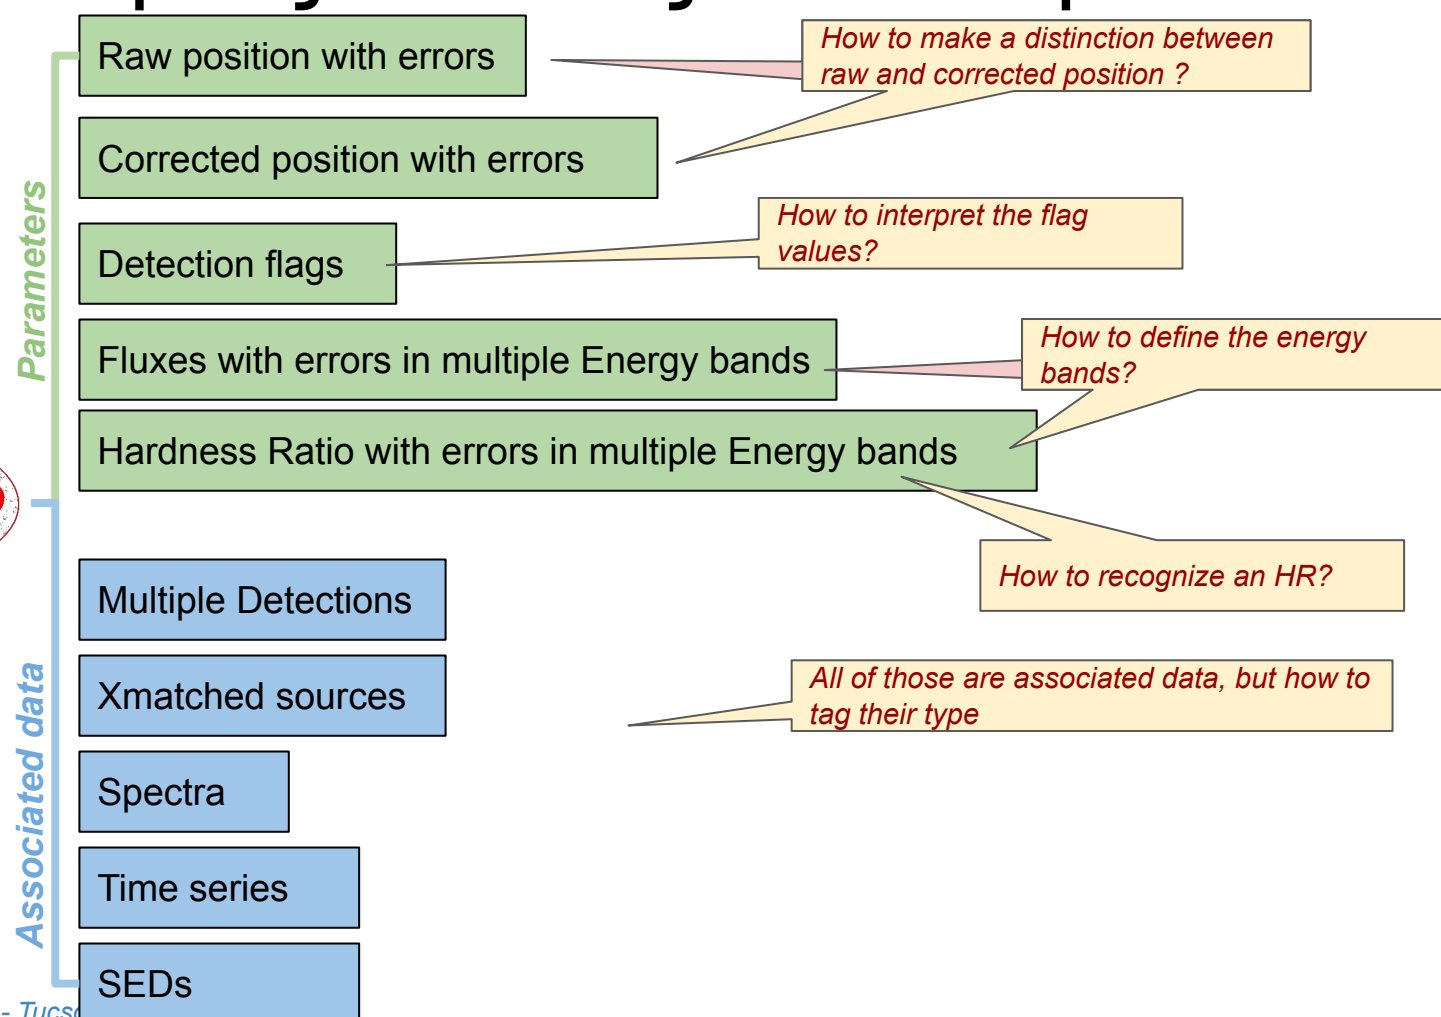 Raw position with errors
How to make a distinction between
raw and corrected position ?
Corrected position with errors
How to interpret the flag
values?
Detection flags
Parameters
Fluxes with errors in multiple Energy bands
How to define the energy
bands?
Hardness Ratio with errors in multiple Energy bands
How to recognize an HR?
Multiple Detections
Xmatched sources
All of those are associated data, but how to
tag their type
Associated data
Spectra
Time series
SEDs
-